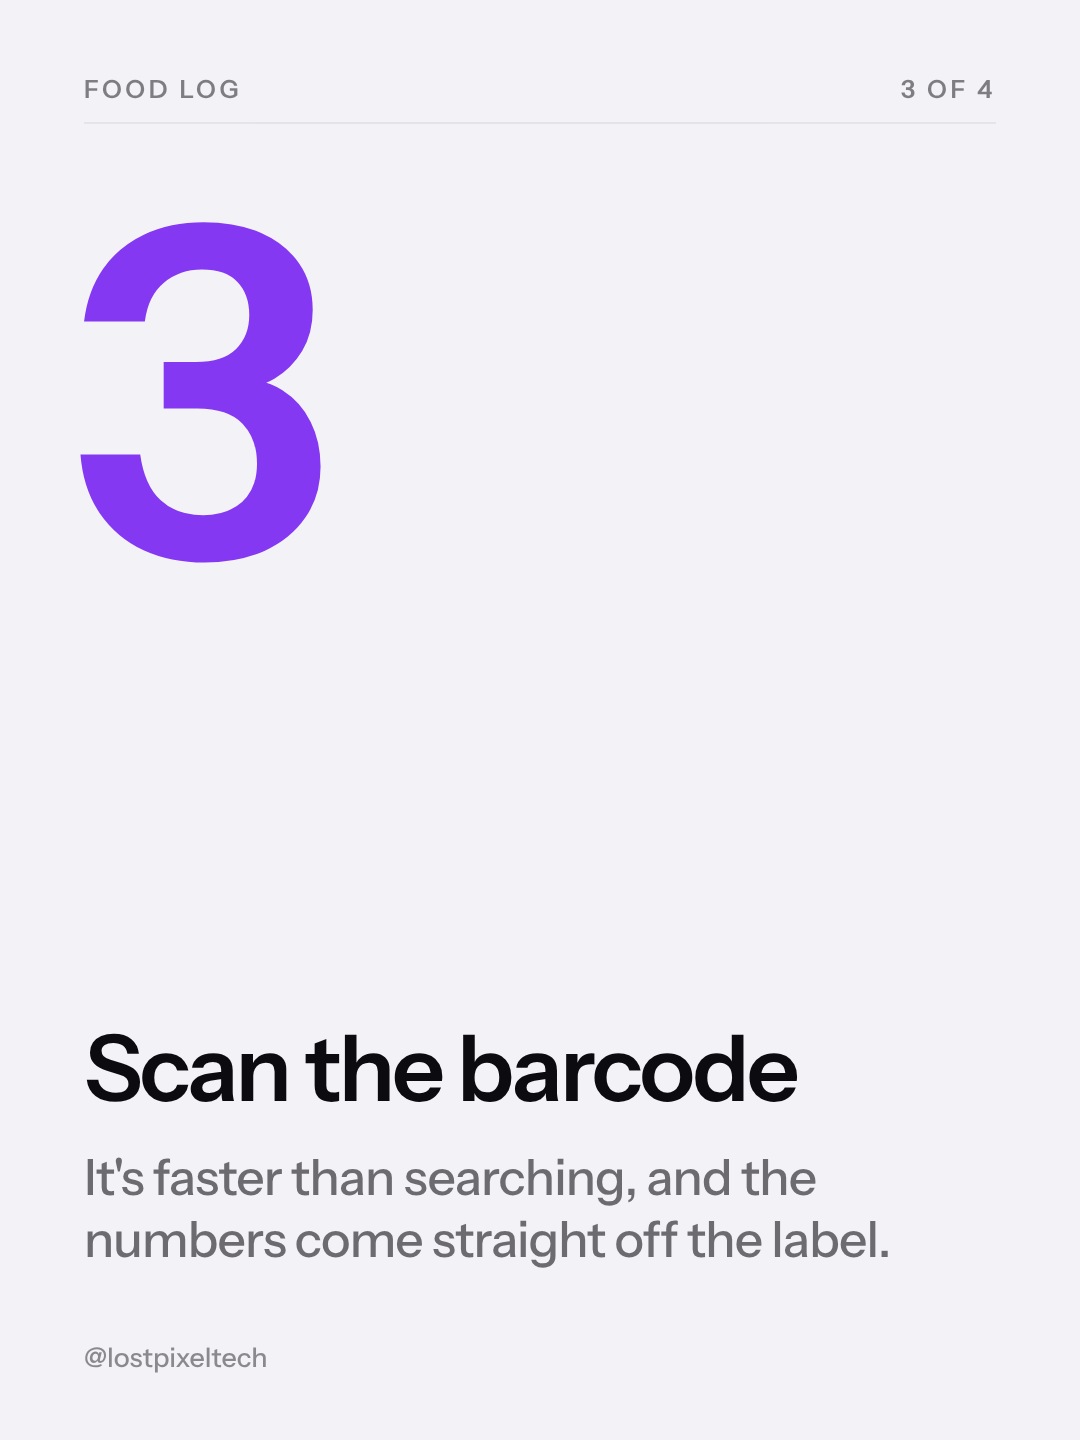 FOOD LOG
3 OF 4
3
Scan the barcode
It's faster than searching, and the
numbers come straight off the label.
@lostpixeltech